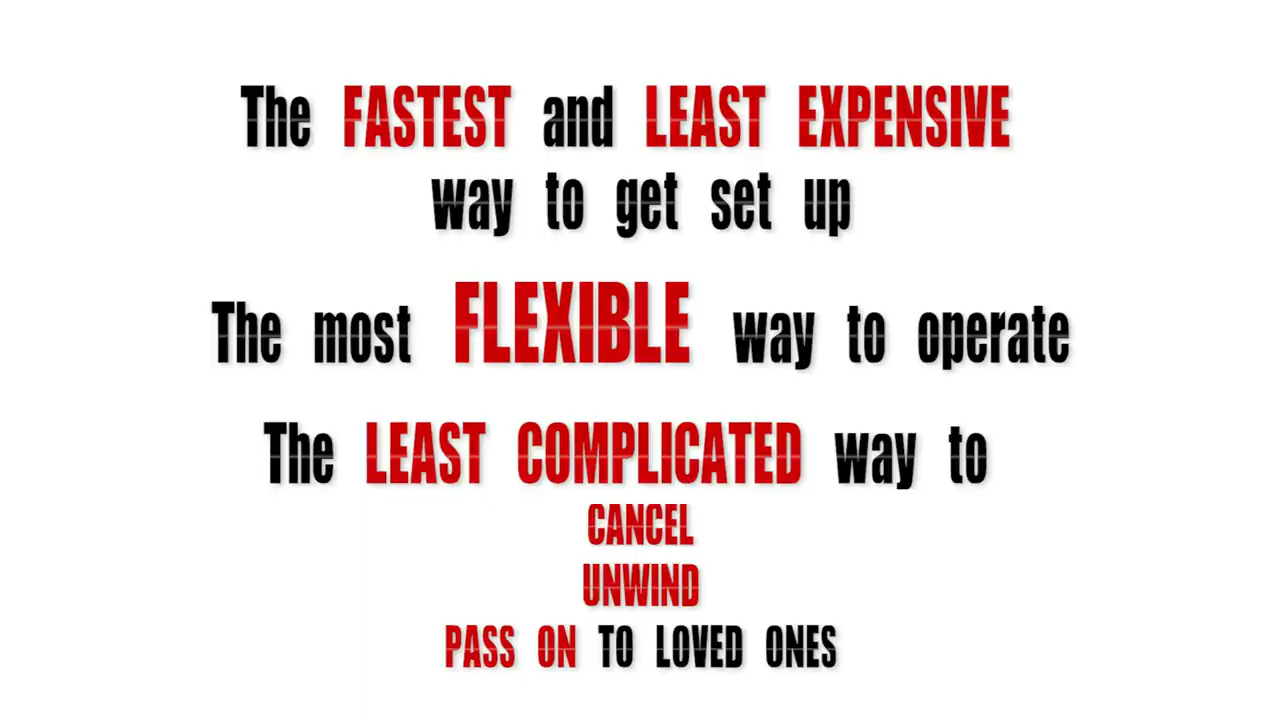 The FASTEST and LEAST EXPENSIVE
way to get set up
The most FLEXIBLE way to operate
The LEAST COMPLICATED way to
CANCEL
UNWIND
PASS ON TO LOVED ONES